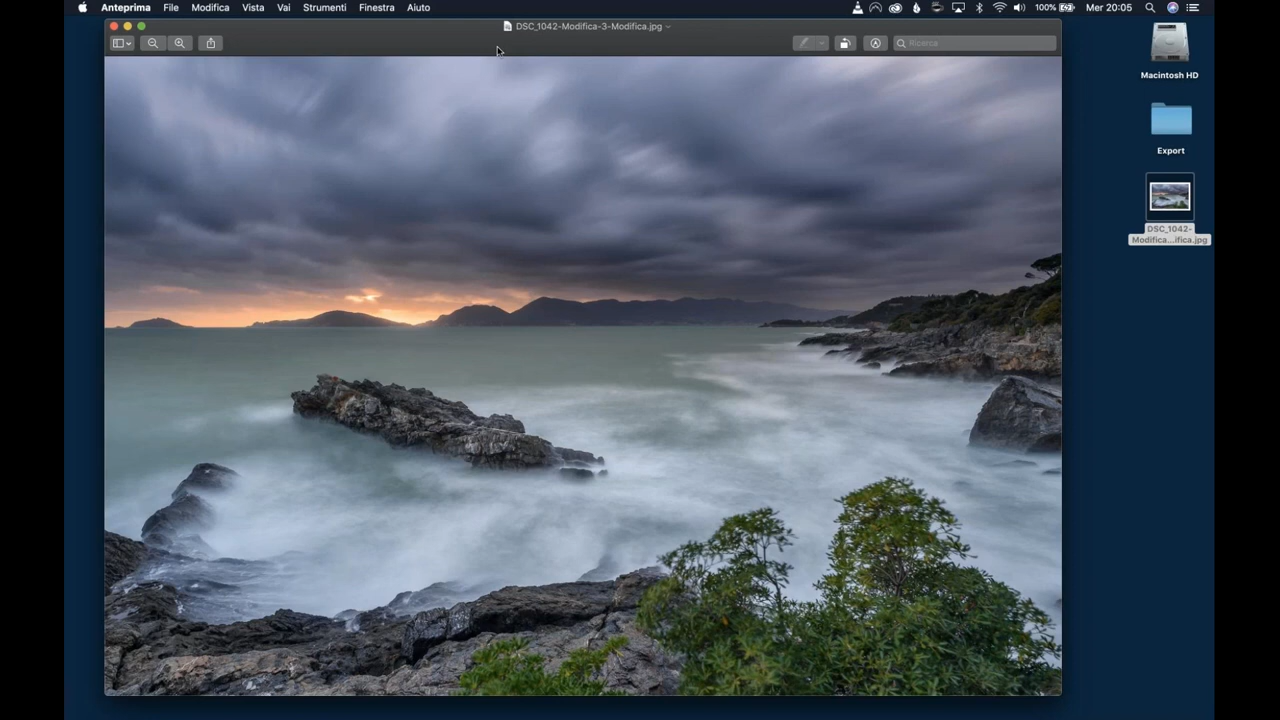 Anteprima File Modifica Vista Vai Strumenti Finestra Aiuto 100% Mer 20:05
DSC_1042-Modifica-3-Modifica.jpg
Ricerca
Macintosh HD
Export
DSC_1042-
Modifica...ifica.jpg